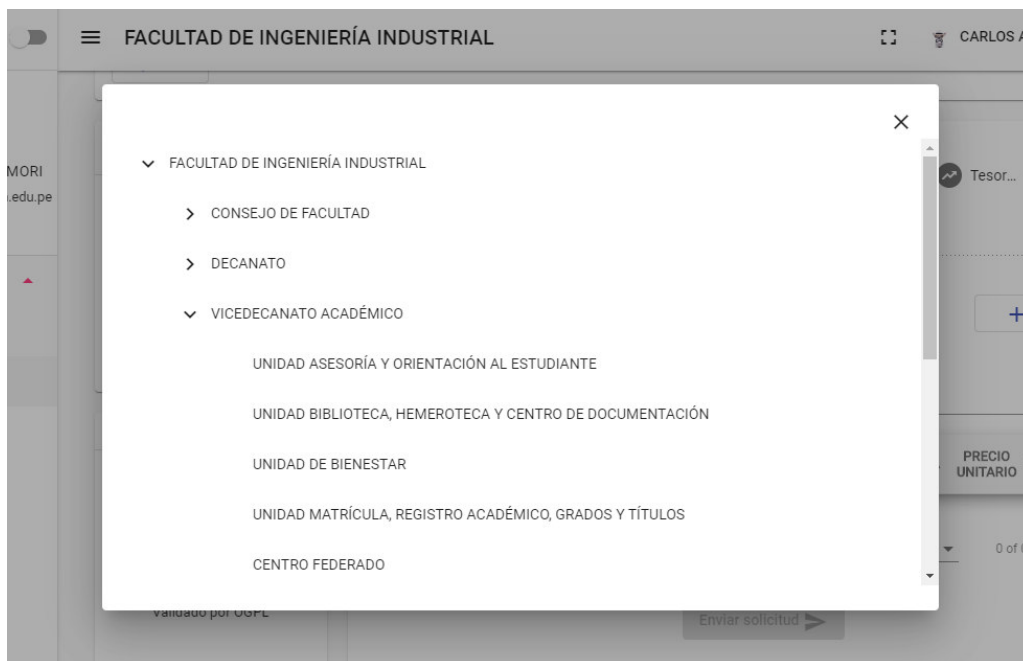 FACULTAD DE INGENIERÍA INDUSTRIAL
CARLOS A
MORI
.edu.pe
FACULTAD DE INGENIERÍA INDUSTRIAL
CONSEJO DE FACULTAD
DECANATO
VICEDECANATO ACADÉMICO
UNIDAD ASESORÍA Y ORIENTACIÓN AL ESTUDIANTE
UNIDAD BIBLIOTECA, HEMEROTECA Y CENTRO DE DOCUMENTACIÓN
UNIDAD DE BIENESTAR
UNIDAD MATRÍCULA, REGISTRO ACADÉMICO, GRADOS Y TÍTULOS
CENTRO FEDERADO
Tesor...
PRECIO
UNITARIO
0 of
Validado por OGPL
Enviar solicitud